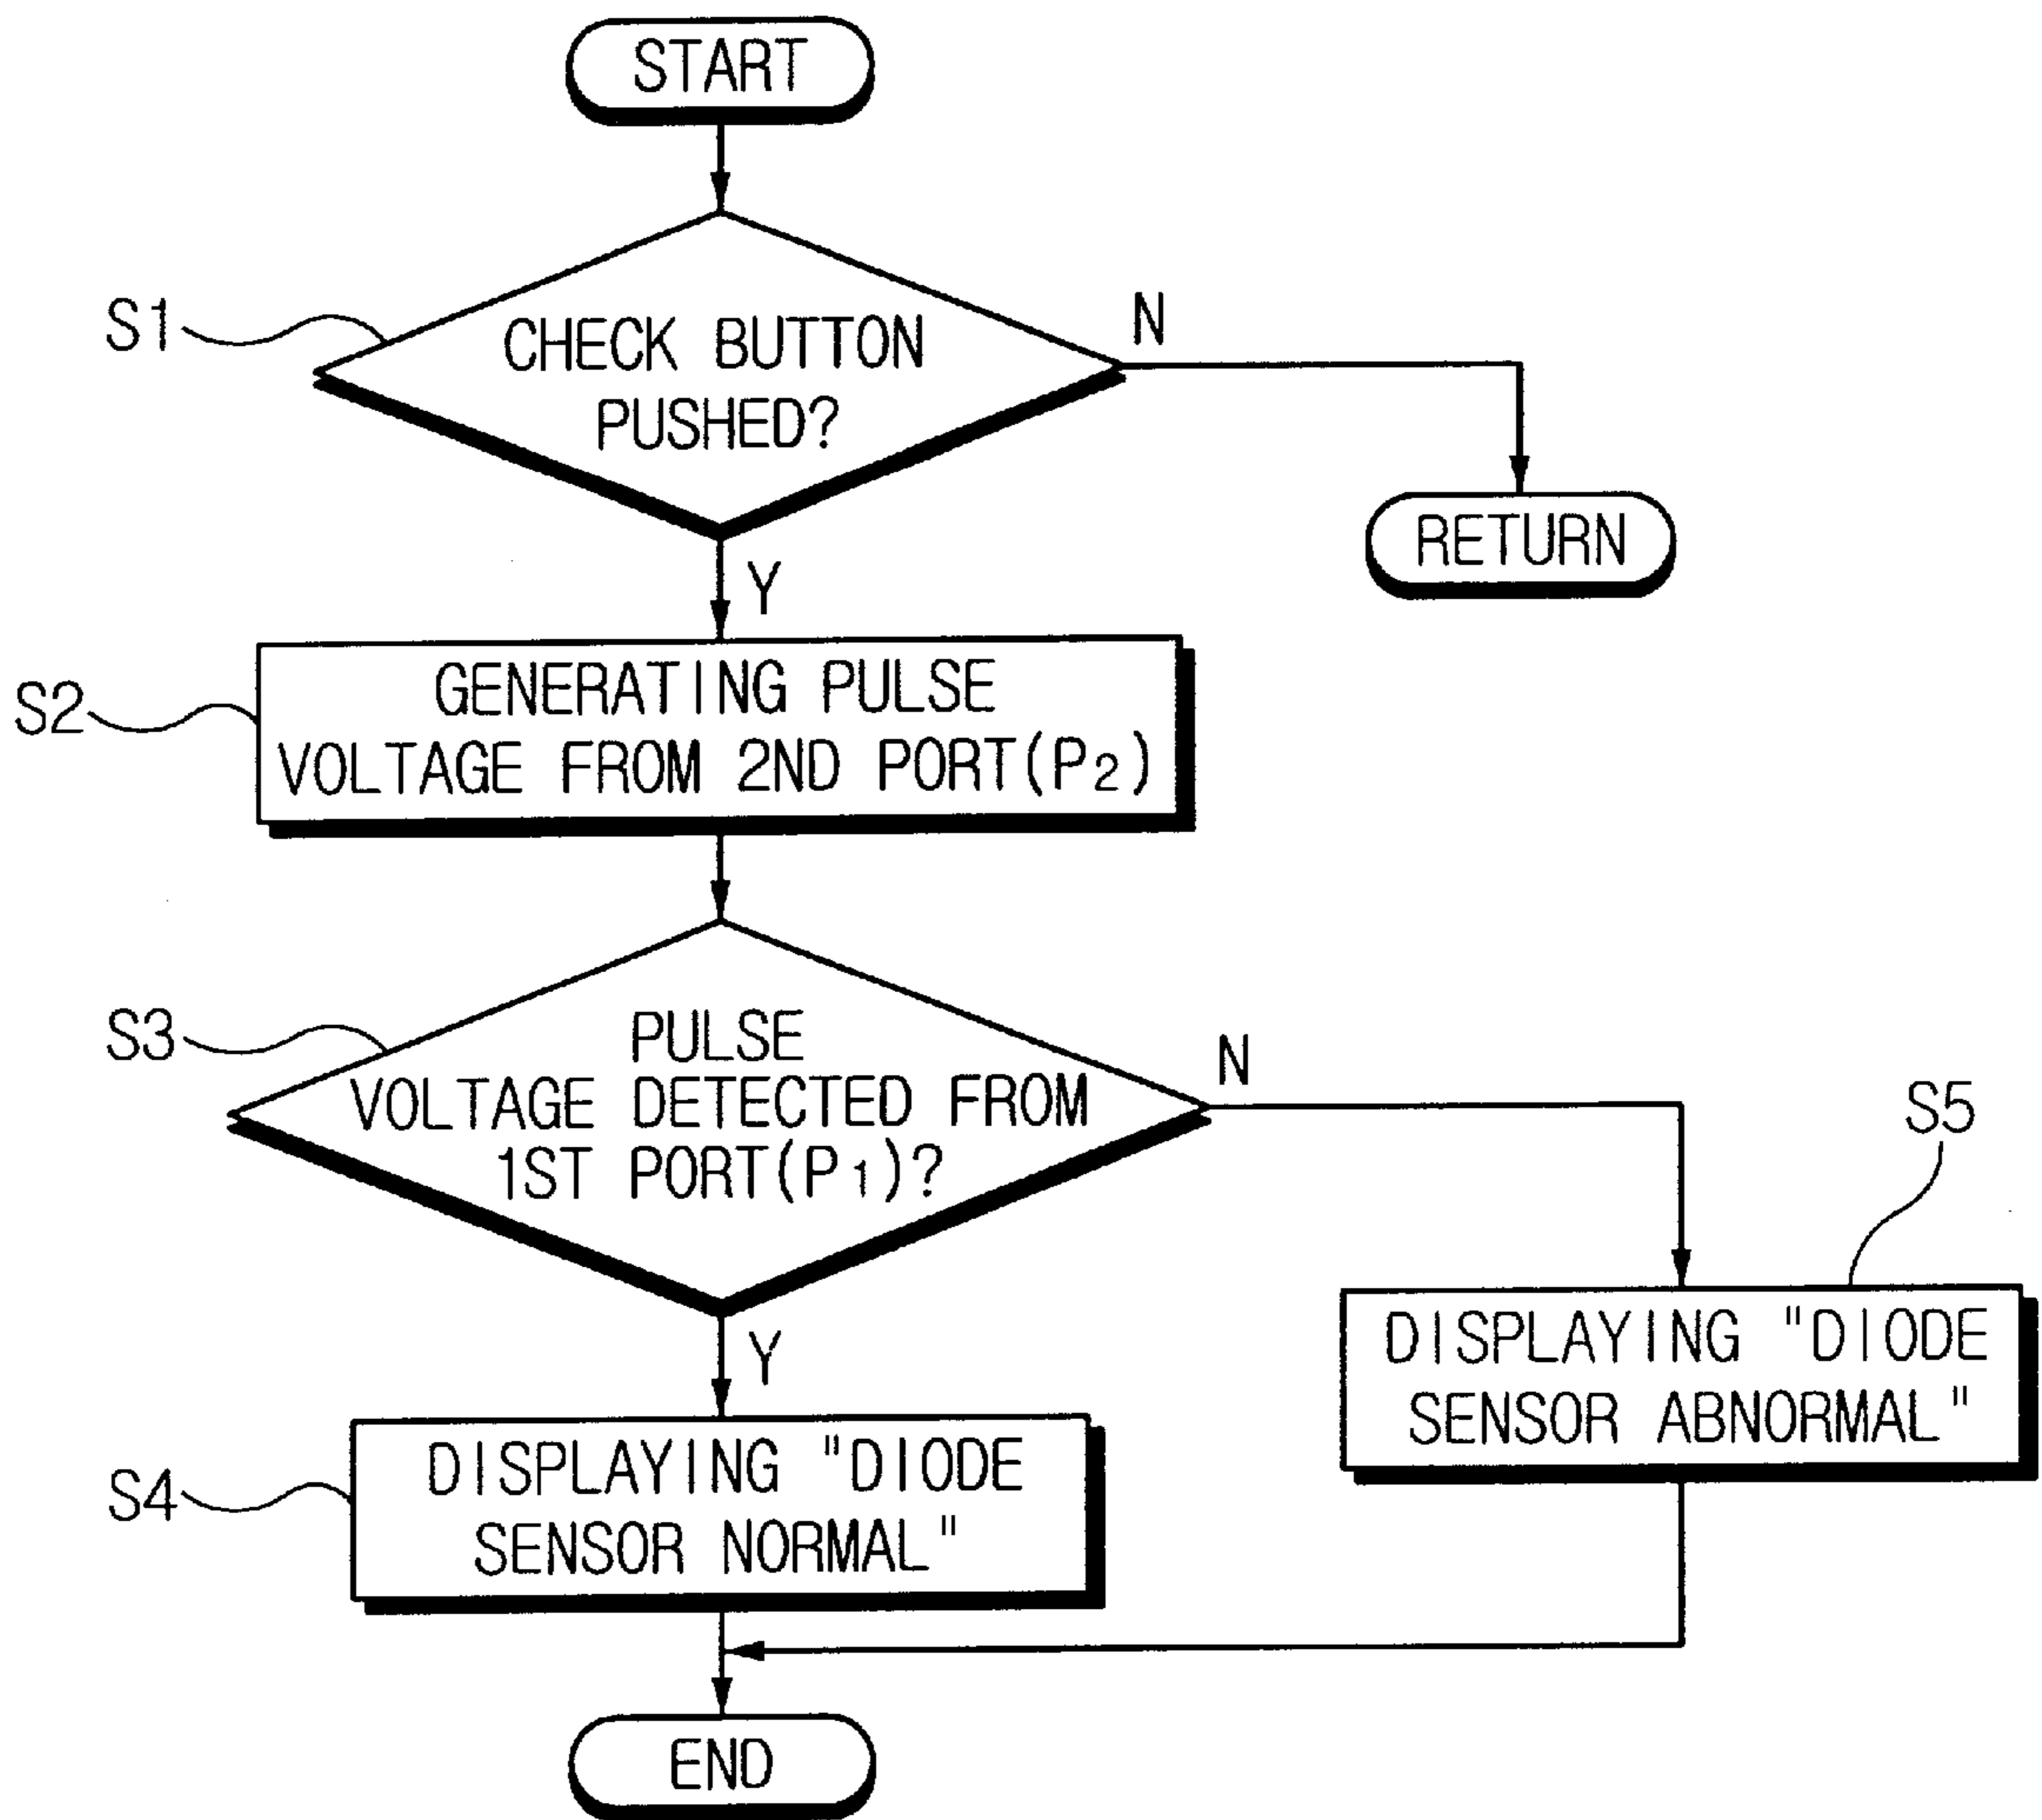 START
S1
CHECK BUTTON
PUSHED?
N
RETURN
Y
S2
GENERATING PULSE
VOLTAGE FROM 2ND PORT(P2)
S3
PULSE
VOLTAGE DETECTED FROM
1ST PORT(P1)?
N
S5
Y
DISPLAYING "DIODE
SENSOR ABNORMAL"
S4
DISPLAYING "DIODE
SENSOR NORMAL"
END